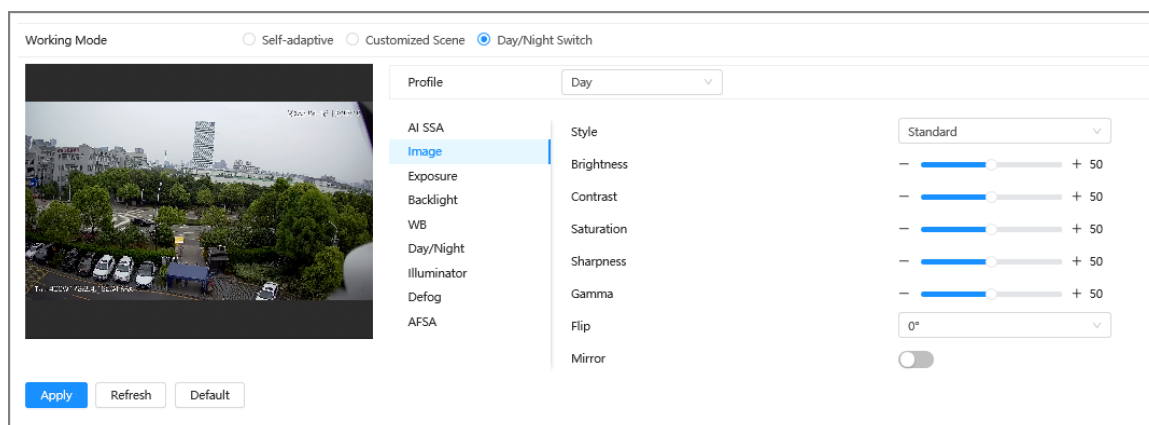 Working Mode Self-adaptive Customized Scene Day/Night Switch
Profile Day
AI SSA
Image
Exposure
Backlight
WB
Day/Night
Illuminator
Defog
AFSA
Style Standard
Brightness − + 50
Contrast − + 50
Saturation − + 50
Sharpness − + 50
Gamma − + 50
Flip 0°
Mirror
Apply Refresh Default